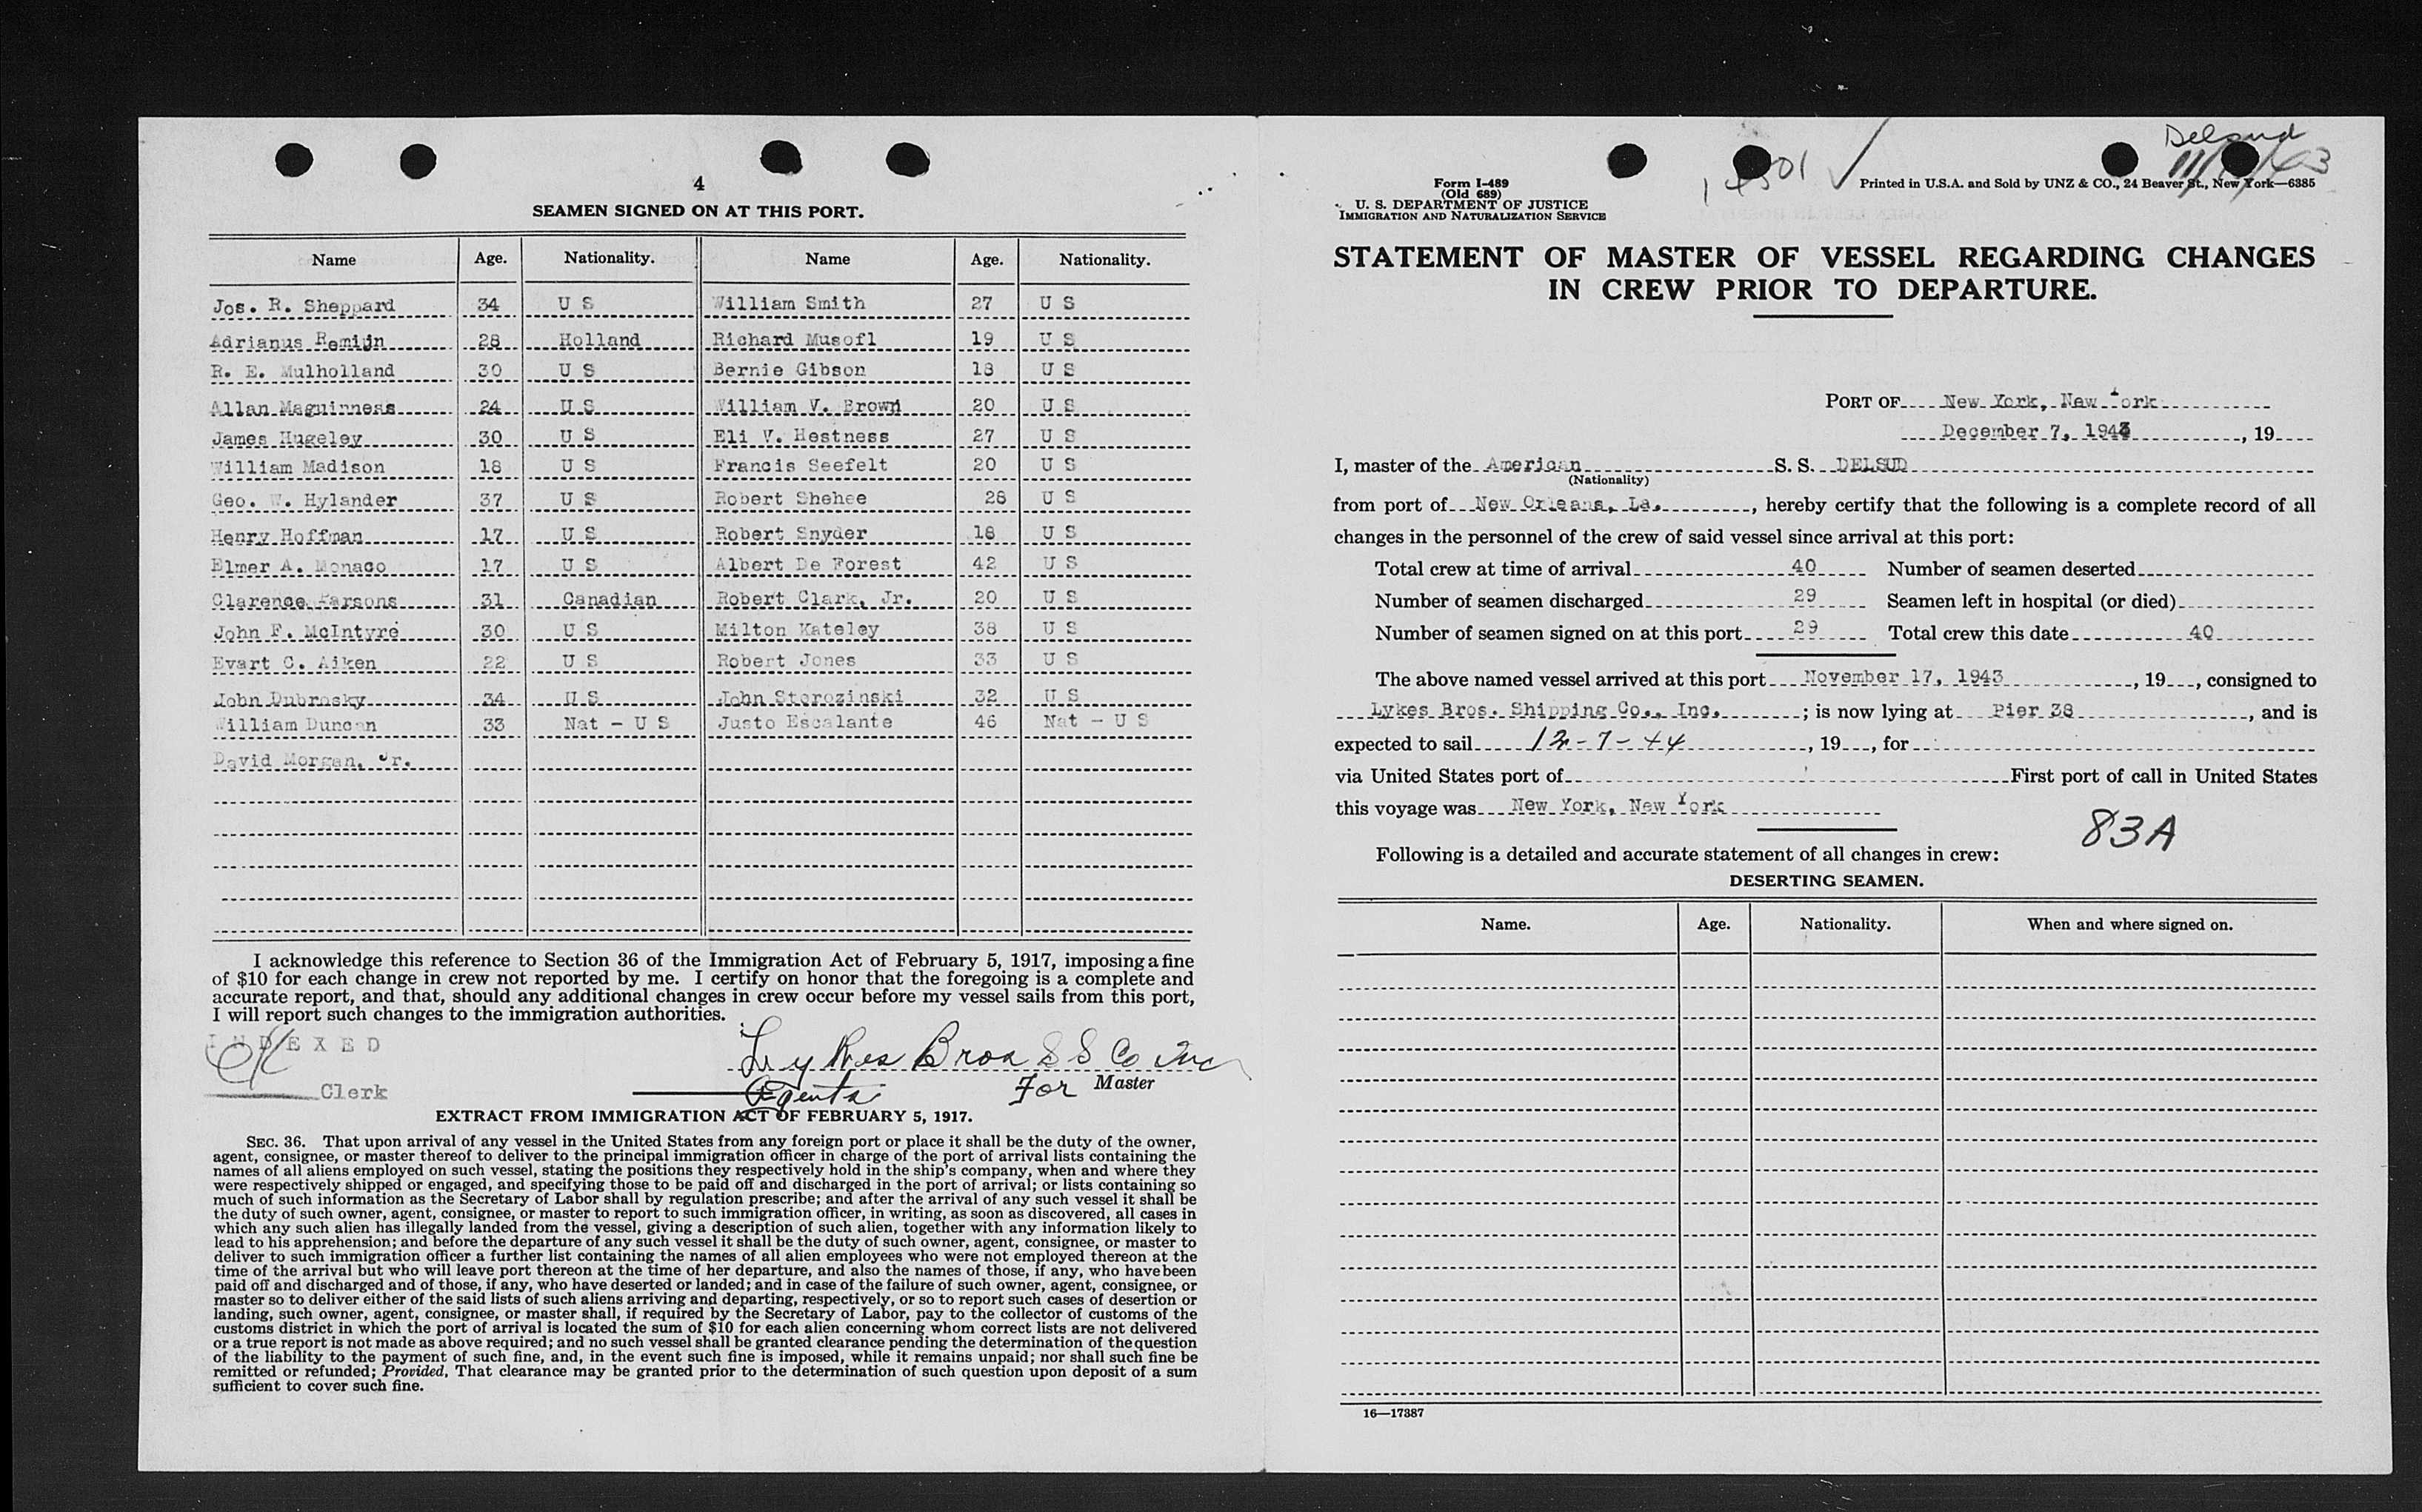 4
SEAMEN SIGNED ON AT THIS PORT.
Name Age. Nationality. Name Age. Nationality.
Jos. R. Sheppard 34 U S William Smith 27 U S
Adrianus Remijn 28 Holland Richard Musofl 19 U S
R. E. Mulholland 30 U S Bernie Gibson 18 U S
Allan Maguinness 24 U S William V. Brown 20 U S
James Hugeley 30 U S Eli V. Hestness 27 U S
William Madison 18 U S Francis Seefelt 20 U S
Geo. W. Hylander 37 U S Robert Shehee 28 U S
Henry Hoffman 17 U S Robert Snyder 18 U S
Elmer A. Monaco 17 U S Albert De Forest 42 U S
Clarence Parsons 31 Canadian Robert Clark, Jr. 20 U S
John F. McIntyre 30 U S Milton Kateley 38 U S
Evart C. Aiken 22 U S Robert Jones 33 U S
John Dubrosky 34 U S John Storozinski 32 U S
William Duncan 33 Nat - U S Justo Escalante 46 Nat - U S
David Morgan, Jr.
I acknowledge this reference to Section 36 of the Immigration Act of February 5, 1917, imposing a fine
of $10 for each change in crew not reported by me. I certify on honor that the foregoing is a complete and
accurate report, and that, should any additional changes in crew occur before my vessel sails from this port,
I will report such changes to the immigration authorities.
INDEXED
OK
Clerk
Lykes Bros S S Co Inc
Agents For Master
EXTRACT FROM IMMIGRATION ACT OF FEBRUARY 5, 1917.
SEC. 36. That upon arrival of any vessel in the United States from any foreign port or place it shall be the duty of the owner,
agent, consignee, or master thereof to deliver to the principal immigration officer in charge of the port of arrival lists containing the
names of all aliens employed on such vessel, stating the positions they respectively hold in the ship's company, when and where they
were respectively shipped or engaged, and specifying those to be paid off and discharged in the port of arrival; or lists containing so
much of such information as the Secretary of Labor shall by regulation prescribe; and after the arrival of any such vessel it shall be
the duty of such owner, agent, consignee, or master to report to such immigration officer, in writing, as soon as discovered, all cases in
which any such alien has illegally landed from the vessel, giving a description of such alien, together with any information likely to
lead to his apprehension; and before the departure of any such vessel it shall be the duty of such owner, agent, consignee, or master to
deliver to such immigration officer a further list containing the names of all alien employees who were not employed thereon at the
time of the arrival but who will leave port thereon at the time of her departure, and also the names of those, if any, who have been
paid off and discharged and of those, if any, who have deserted or landed; and in case of the failure of such owner, agent, consignee, or
master so to deliver either of the said lists of such aliens arriving and departing, respectively, or so to report such cases of desertion or
landing, such owner, agent, consignee, or master shall, if required by the Secretary of Labor, pay to the collector of customs of the
customs district in which the port of arrival is located the sum of $10 for each alien concerning whom correct lists are not delivered
or a true report is not made as above required; and no such vessel shall be granted clearance pending the determination of the question
of the liability to the payment of such fine, and, in the event such fine is imposed, while it remains unpaid; nor shall such fine be
remitted or refunded; Provided, That clearance may be granted prior to the determination of such question upon deposit of a sum
sufficient to cover such fine.
Delsud
Form I-489
(Old 689)
U. S. DEPARTMENT OF JUSTICE
IMMIGRATION AND NATURALIZATION SERVICE
Printed in U.S.A. and Sold by UNZ & CO., 24 Beaver St., New York—6385
STATEMENT OF MASTER OF VESSEL REGARDING CHANGES
IN CREW PRIOR TO DEPARTURE.
PORT OF New York, New York
December 7, 1943, 19
I, master of the American S. S. DELSUD
(Nationality)
from port of New Orleans, La., hereby certify that the following is a complete record of all
changes in the personnel of the crew of said vessel since arrival at this port:
Total crew at time of arrival 40 Number of seamen deserted
Number of seamen discharged 29 Seamen left in hospital (or died)
Number of seamen signed on at this port 29 Total crew this date 40
The above named vessel arrived at this port November 17, 1943, 19, consigned to
Lykes Bros. Shipping Co., Inc. ; is now lying at Pier 38, and is
expected to sail 12-7-44, 19, for
via United States port of First port of call in United States
this voyage was New York, New York
83A
Following is a detailed and accurate statement of all changes in crew:
DESERTING SEAMEN.
Name. Age. Nationality. When and where signed on.
16—17387